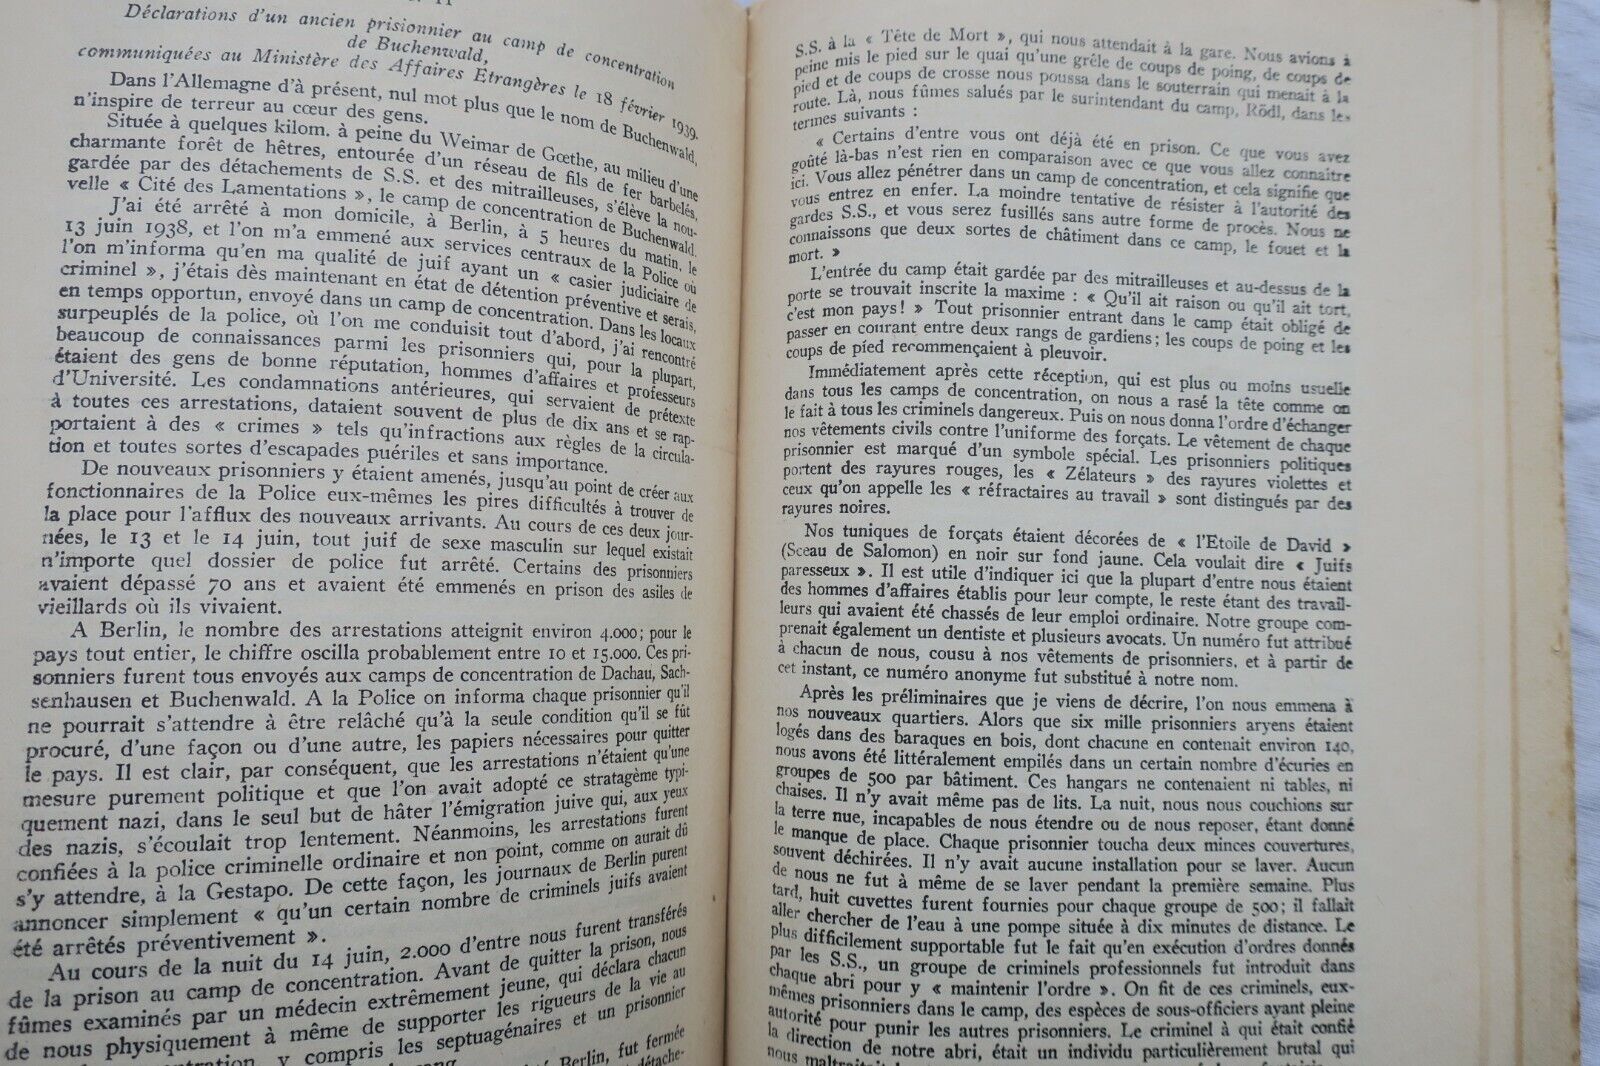 Déclarations d'un ancien prisionnier au camp de concentration
de Buchenwald,
communiquées au Ministère des Affaires Etrangères le 18 février 1939.
Dans l'Allemagne d'à présent, nul mot plus que le nom de Buchenwald,
n'inspire de terreur au cœur des gens.
Située à quelques kilom. à peine du Weimar de Gœthe, au milieu d'une
charmante forêt de hêtres, entourée d'un réseau de fils de fer barbelés,
gardée par des détachements de S.S. et des mitrailleuses, s'élève la nou-
velle « Cité des Lamentations », le camp de concentration de Buchenwald.
J'ai été arrêté à mon domicile, à Berlin, à 5 heures du matin, le
13 juin 1938, et l'on m'a emmené aux services centraux de la Police où
l'on m'informa qu'en ma qualité de juif ayant un « casier judiciaire de
criminel », j'étais dès maintenant en état de détention préventive et serais,
en temps opportun, envoyé dans un camp de concentration. Dans les locaux
surpeuplés de la police, où l'on me conduisit tout d'abord, j'ai rencontré
beaucoup de connaissances parmi les prisonniers qui, pour la plupart,
étaient des gens de bonne réputation, hommes d'affaires et professeurs
d'Université. Les condamnations antérieures, qui servaient de prétexte
à toutes ces arrestations, dataient souvent de plus de dix ans et se rap-
portaient à des « crimes » tels qu'infractions aux règles de la circula-
tion et toutes sortes d'escapades puériles et sans importance.
De nouveaux prisonniers y étaient amenés, jusqu'au point de créer aux
fonctionnaires de la Police eux-mêmes les pires difficultés à trouver de
la place pour l'afflux des nouveaux arrivants. Au cours de ces deux jour-
nées, le 13 et le 14 juin, tout juif de sexe masculin sur lequel existait
n'importe quel dossier de police fut arrêté. Certains des prisonniers
avaient dépassé 70 ans et avaient été emmenés en prison des asiles de
vieillards où ils vivaient.
A Berlin, le nombre des arrestations atteignit environ 4.000; pour le
pays tout entier, le chiffre oscilla probablement entre 10 et 15.000. Ces pri-
sonniers furent tous envoyés aux camps de concentration de Dachau, Sach-
senhausen et Buchenwald. A la Police on informa chaque prisonnier qu'il
ne pourrait s'attendre à être relâché qu'à la seule condition qu'il se fût
procuré, d'une façon ou d'une autre, les papiers nécessaires pour quitter
le pays. Il est clair, par conséquent, que les arrestations n'étaient qu'une
mesure purement politique et que l'on avait adopté ce stratagème typi-
quement nazi, dans le seul but de hâter l'émigration juive qui, aux yeux
des nazis, s'écoulait trop lentement. Néanmoins, les arrestations furent
confiées à la police criminelle ordinaire et non point, comme on aurait dû
s'y attendre, à la Gestapo. De cette façon, les journaux de Berlin purent
annoncer simplement « qu'un certain nombre de criminels juifs avaient
été arrêtés préventivement ».
Au cours de la nuit du 14 juin, 2.000 d'entre nous furent transférés
de la prison au camp de concentration. Avant de quitter la prison, nous
fûmes examinés par un médecin extrêmement jeune, qui déclara chacun
de nous physiquement à même de supporter les rigueurs de la vie au
y compris les septuagénaires et un prisonnier
Berlin, fut fermée
S.S. à la « Tête de Mort », qui nous attendait à la gare. Nous avions à
peine mis le pied sur le quai qu'une grêle de coups de poing, de coups de
pied et de coups de crosse nous poussa dans le souterrain qui menait à la
route. Là, nous fûmes salués par le surintendant du camp, Rödl, dans les
termes suivants :
« Certains d'entre vous ont déjà été en prison. Ce que vous avez
goûté là-bas n'est rien en comparaison avec ce que vous allez connaître
ici. Vous allez pénétrer dans un camp de concentration, et cela signifie que
vous entrez en enfer. La moindre tentative de résister à l'autorité des
gardes S.S., et vous serez fusillés sans autre forme de procès. Nous ne
connaissons que deux sortes de châtiment dans ce camp, le fouet et la
mort. »
L'entrée du camp était gardée par des mitrailleuses et au-dessus de la
porte se trouvait inscrite la maxime : « Qu'il ait raison ou qu'il ait tort,
c'est mon pays! » Tout prisonnier entrant dans le camp était obligé de
passer en courant entre deux rangs de gardiens; les coups de poing et les
coups de pied recommençaient à pleuvoir.
Immédiatement après cette réception, qui est plus ou moins usuelle
dans tous les camps de concentration, on nous a rasé la tête comme on
le fait à tous les criminels dangereux. Puis on nous donna l'ordre d'échanger
nos vêtements civils contre l'uniforme des forçats. Le vêtement de chaque
prisonnier est marqué d'un symbole spécial. Les prisonniers politiques
portent des rayures rouges, les « Zélateurs » des rayures violettes et
ceux qu'on appelle les « réfractaires au travail » sont distingués par des
rayures noires.
Nos tuniques de forçats étaient décorées de « l'Etoile de David »
(Sceau de Salomon) en noir sur fond jaune. Cela voulait dire « Juifs
paresseux ». Il est utile d'indiquer ici que la plupart d'entre nous étaient
des hommes d'affaires établis pour leur compte, le reste étant des travail-
leurs qui avaient été chassés de leur emploi ordinaire. Notre groupe com-
prenait également un dentiste et plusieurs avocats. Un numéro fut attribué
à chacun de nous, cousu à nos vêtements de prisonniers, et à partir de
cet instant, ce numéro anonyme fut substitué à notre nom.
Après les préliminaires que je viens de décrire, l'on nous emmena à
nos nouveaux quartiers. Alors que six mille prisonniers aryens étaient
logés dans des baraques en bois, dont chacune en contenait environ 140,
nous avons été littéralement empilés dans un certain nombre d'écuries en
groupes de 500 par bâtiment. Ces hangars ne contenaient ni tables, ni
chaises. Il n'y avait même pas de lits. La nuit, nous nous couchions sur
la terre nue, incapables de nous étendre ou de nous reposer, étant donné
le manque de place. Chaque prisonnier toucha deux minces couvertures,
souvent déchirées. Il n'y avait aucune installation pour se laver. Aucun
de nous ne fut à même de se laver pendant la première semaine. Plus
tard, huit cuvettes furent fournies pour chaque groupe de 500; il fallait
aller chercher de l'eau à une pompe située à dix minutes de distance. Le
plus difficilement supportable fut le fait qu'en exécution d'ordres donnés
par les S.S., un groupe de criminels professionnels fut introduit dans
chaque abri pour y « maintenir l'ordre ». On fit de ces criminels, eux-
mêmes prisonniers dans le camp, des espèces de sous-officiers ayant pleine
autorité pour punir les autres prisonniers. Le criminel à qui était confié
la direction de notre abri, était un individu particulièrement brutal qui
nous maltraitait